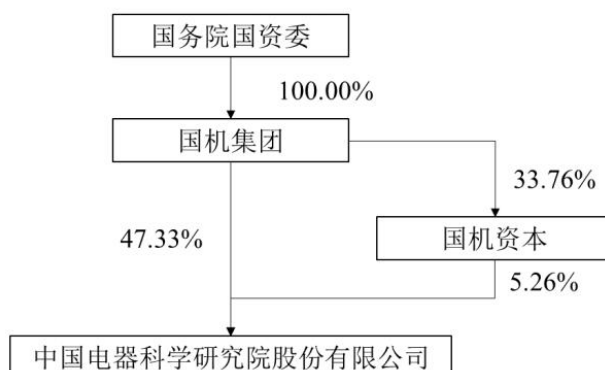 国务院国资委
100.00%
国机集团
33.76%
47.33%
国机资本
5.26%
中国电器科学研究院股份有限公司